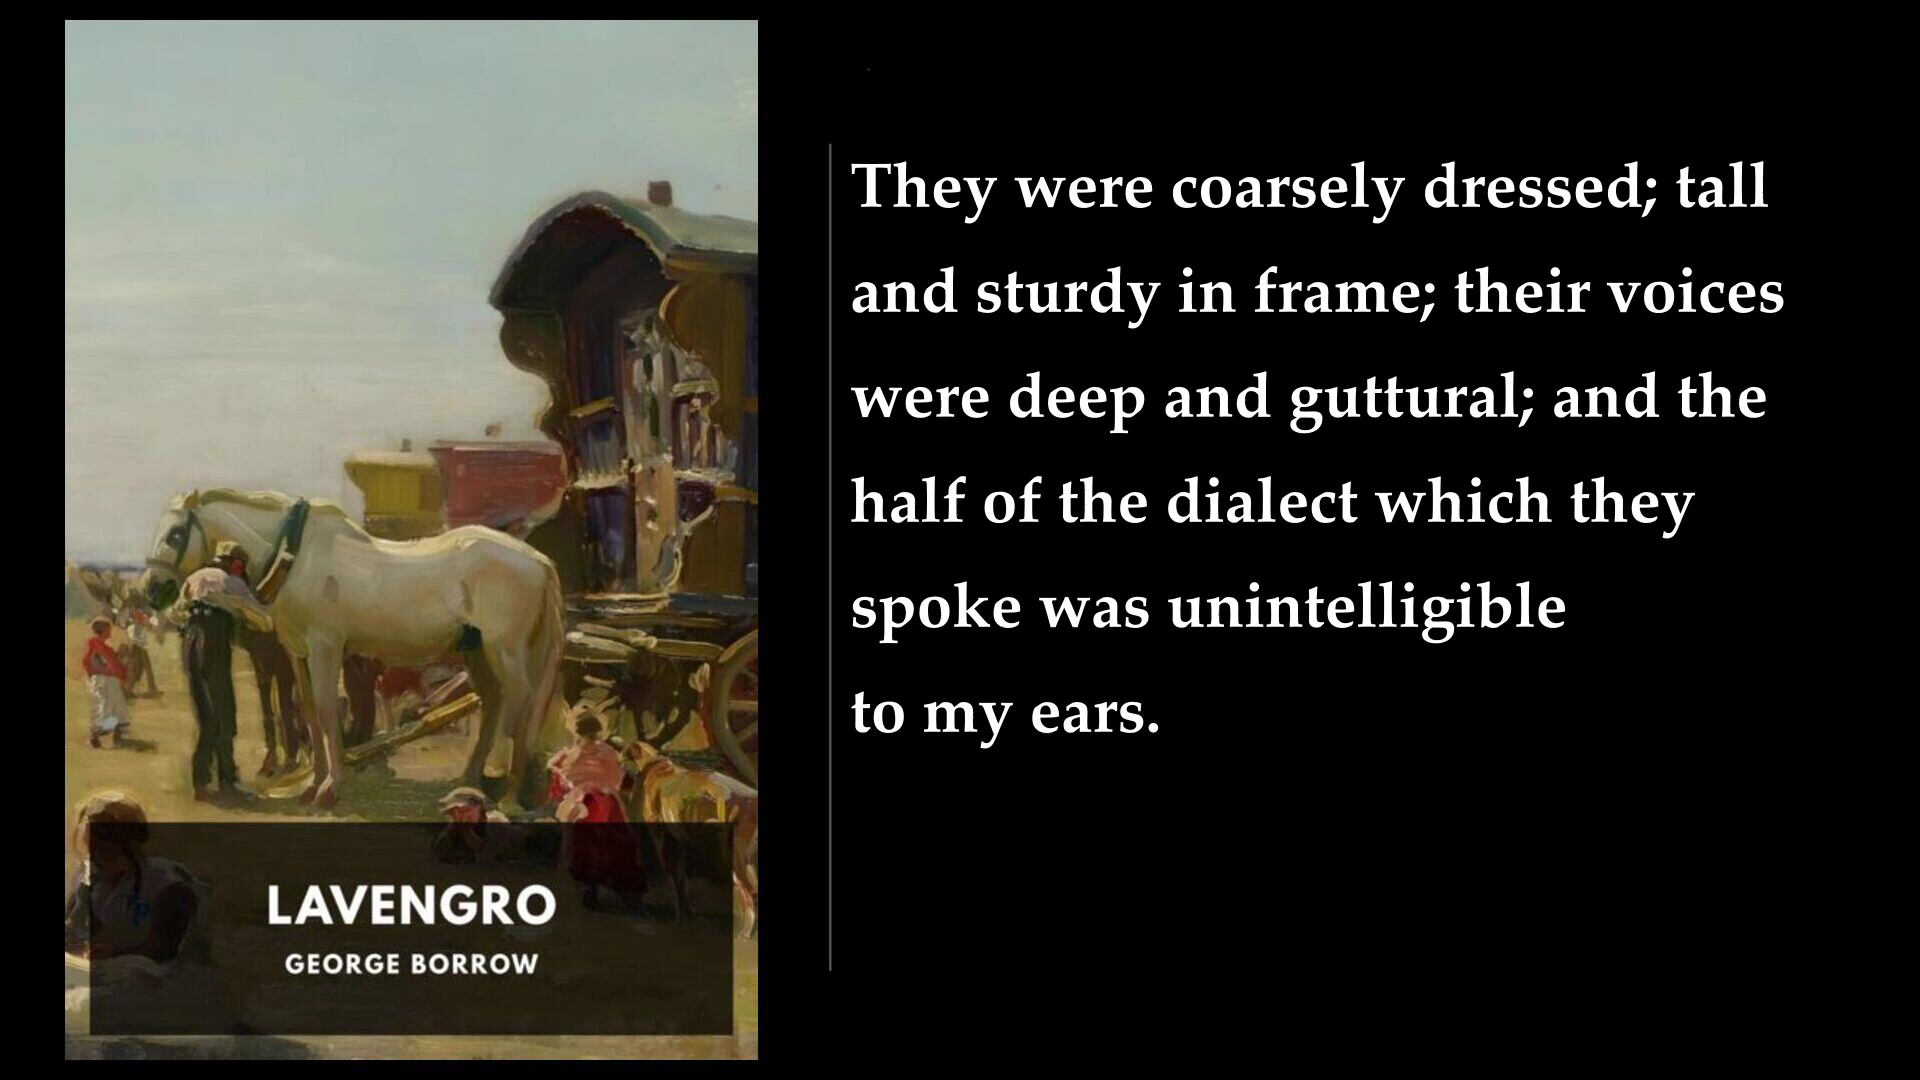 They were coarsely dressed; tall
and sturdy in frame; their voices
were deep and guttural; and the
half of the dialect which they
spoke was unintelligible
to my ears.
LAVENGRO
GEORGE BORROW